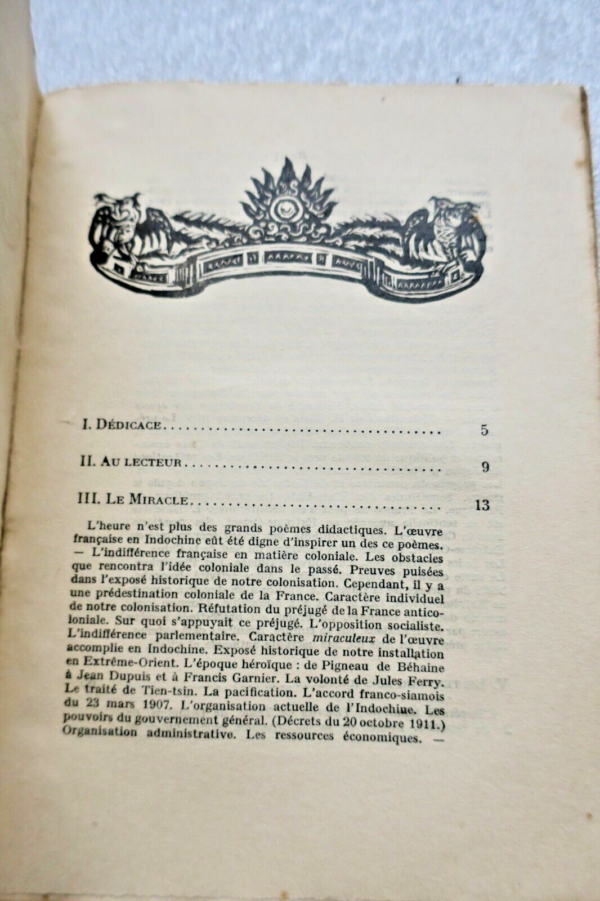 I. Dédicace........................................ 5
II. Au lecteur..................................... 9
III. Le Miracle.................................... 13
L'heure n'est plus des grands poèmes didactiques. L'œuvre
française en Indochine eût été digne d'inspirer un des ce poèmes.
— L'indifférence française en matière coloniale. Les obstacles
que rencontra l'idée coloniale dans le passé. Preuves puisées
dans l'exposé historique de notre colonisation. Cependant, il y a
une prédestination coloniale de la France. Caractère individuel
de notre colonisation. Réfutation du préjugé de la France antico-
loniale. Sur quoi s'appuyait ce préjugé. L'opposition socialiste.
L'indifférence parlementaire. Caractère miraculeux de l'œuvre
accomplie en Indochine. Exposé historique de notre installation
en Extrême-Orient. L'époque héroïque : de Pigneau de Béhaine
à Jean Dupuis et à Francis Garnier. La volonté de Jules Ferry.
Le traité de Tien-tsin. La pacification. L'accord franco-siamois
du 23 mars 1907. L'organisation actuelle de l'Indochine. Les
pouvoirs du gouvernement général. (Décrets du 20 octobre 1911.)
Organisation administrative. Les ressources économiques. —